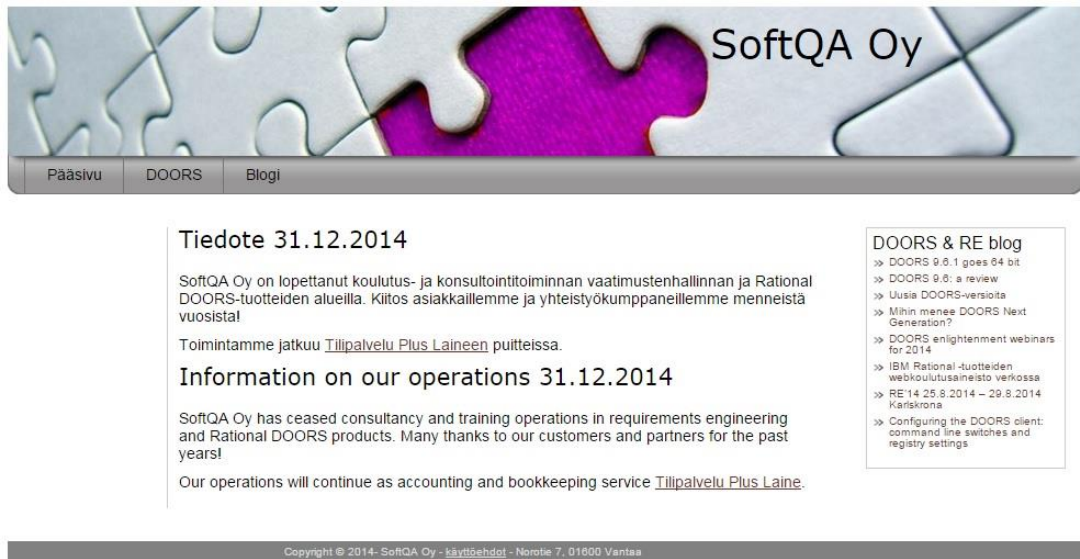 SoftQA Oy
Pääsivu
DOORS
Blogi
Tiedote 31.12.2014
SoftQA Oy on lopettanut koulutus- ja konsultointitoiminnan vaatimustenhallinnan ja Rational
DOORS-tuotteiden alueilla. Kiitos asiakkaillemme ja yhteistyökumppaneillemme menneistä
vuosista!
Toimintamme jatkuu Tilipalvelu Plus Laineen puitteissa.
Information on our operations 31.12.2014
SoftQA Oy has ceased consultancy and training operations in requirements engineering
and Rational DOORS products. Many thanks to our customers and partners for the past
years!
Our operations will continue as accounting and bookkeeping service Tilipalvelu Plus Laine.
DOORS & RE blog
DOORS 9.6.1 goes 64 bit
DOORS 9.6: a review
Uusia DOORS-versioita
Mihin menee DOORS Next
Generation?
DOORS enlightenment webinars
for 2014
IBM Rational -tuotteiden
webkoulutusaineisto verkossa
RE'14 25.8.2014 – 29.8.2014
Karlskrona
Configuring the DOORS client:
command line switches and
registry settings
Copyright © 2014- SoftQA Oy - käyttöehdot - Norotie 7, 01600 Vantaa